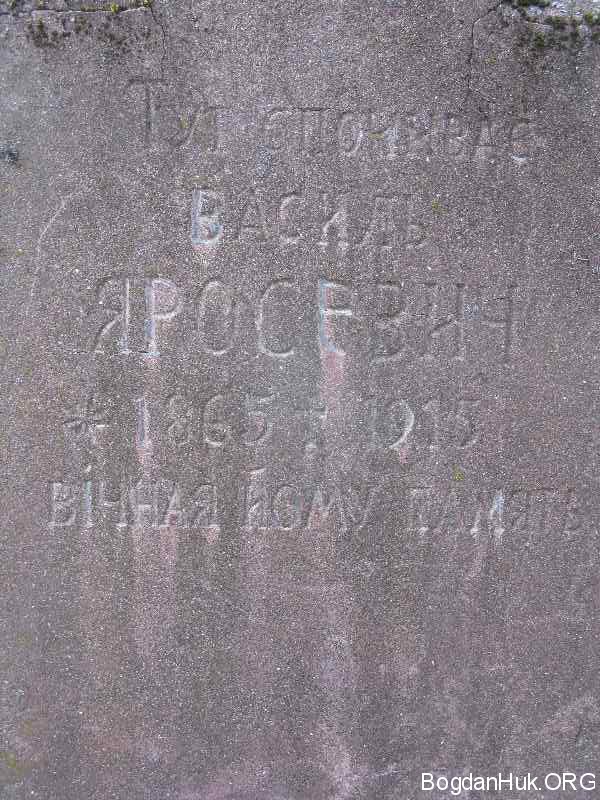 Тут спочиває
Василь
ЯРОСЕВИЧ
* 1865 † 1915
ВІЧНАЯ ЙОМУ ПАМЯТЬ
BogdanHuk.ORG